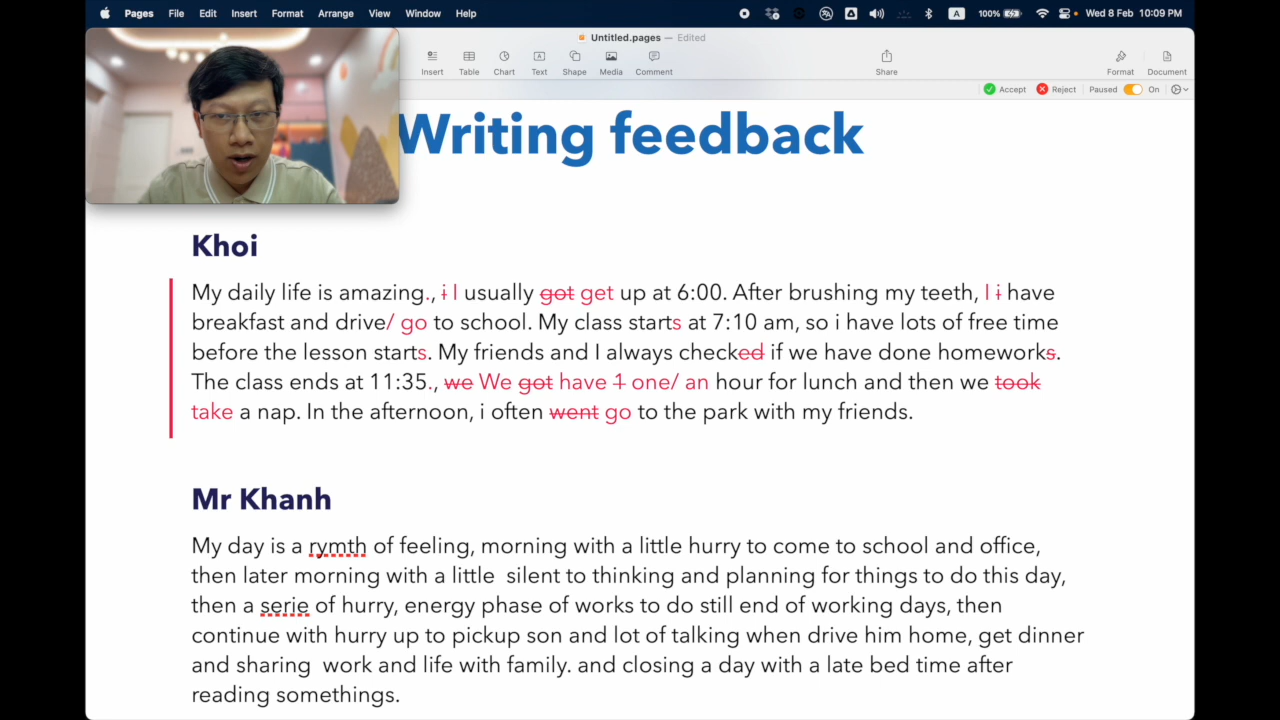 Pages File Edit Insert Format Arrange View Window Help
A 100% Wed 8 Feb 10:09 PM
Untitled.pages — Edited
Insert Table Chart Text Shape Media Comment Share Format Document
Accept Reject Paused On
Writing feedback
Khoi
My daily life is amazing., i I usually got get up at 6:00. After brushing my teeth, I i have
breakfast and drive/ go to school. My class starts at 7:10 am, so i have lots of free time
before the lesson starts. My friends and I always checked if we have done homeworks.
The class ends at 11:35., we We got have 1 one/ an hour for lunch and then we took
take a nap. In the afternoon, i often went go to the park with my friends.
Mr Khanh
My day is a rymth of feeling, morning with a little hurry to come to school and office,
then later morning with a little silent to thinking and planning for things to do this day,
then a serie of hurry, energy phase of works to do still end of working days, then
continue with hurry up to pickup son and lot of talking when drive him home, get dinner
and sharing work and life with family. and closing a day with a late bed time after
reading somethings.